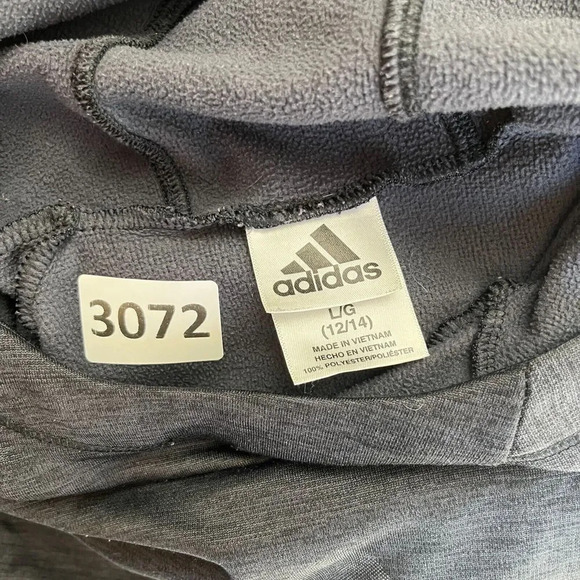 3072
adidas
L/G
(12/14)
MADE IN VIETNAM
HECHO EN VIETNAM
100% POLYESTER/POLIÉSTER